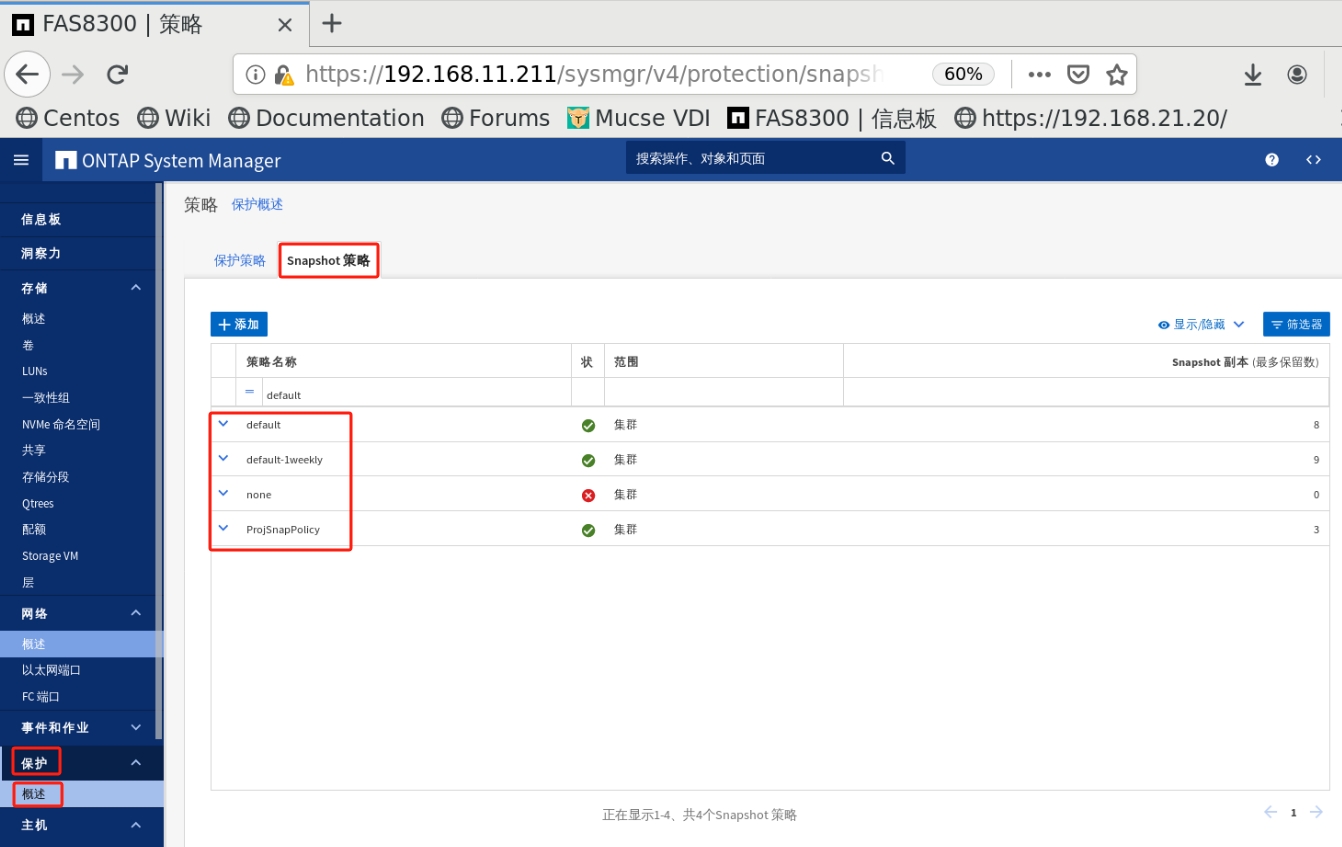 FAS8300 | 策略
https://192.168.11.211/sysmgr/v4/protection/snapsh
60%
Centos
Wiki
Documentation
Forums
Mucse VDI
FAS8300 | 信息板
https://192.168.21.20/
ONTAP System Manager
搜索操作、对象和页面
策略 保护概述
保护策略 Snapshot 策略
信息板
洞察力
存储
概述
卷
LUNs
一致性组
NVMe 命名空间
共享
存储分段
Qtrees
配额
Storage VM
层
网络
概述
以太网端口
FC 端口
事件和作业
保护
概述
主机
添加
显示/隐藏
筛选器
策略名称 状 范围 Snapshot 副本 (最多保留数)
= default
default 集群 8
default-1weekly 集群 9
none 集群 0
ProjSnapPolicy 集群 3
正在显示1-4、共4个Snapshot 策略
1